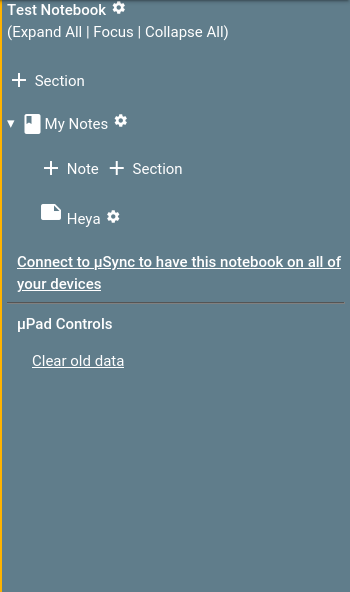 Test Notebook
(Expand All | Focus | Collapse All)
+ Section
My Notes
+ Note + Section
Heya
Connect to µSync to have this notebook on all of
your devices
µPad Controls
Clear old data